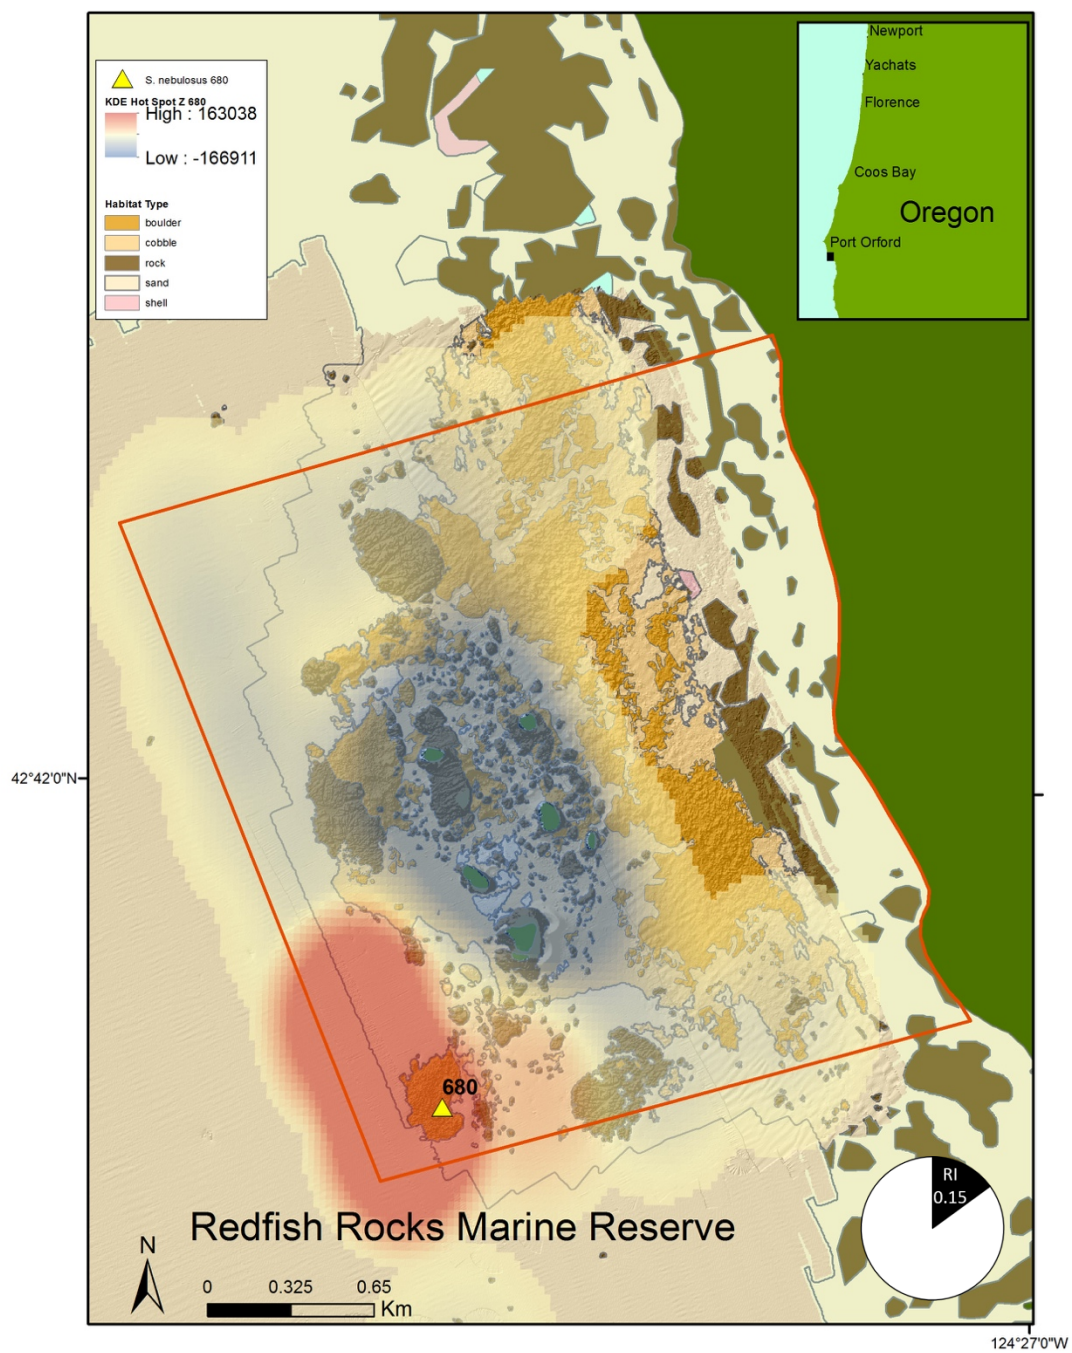 S. nebulosus 680
KDE Hot Spot Z 680
High : 163038
Low : -166911
Habitat Type
boulder
cobble
rock
sand
shell
Newport
Yachats
Florence
Coos Bay
Oregon
Port Orford
42°42'0"N
680
RI
0.15
Redfish Rocks Marine Reserve
N
0 0.325 0.65
Km
124°27'0"W